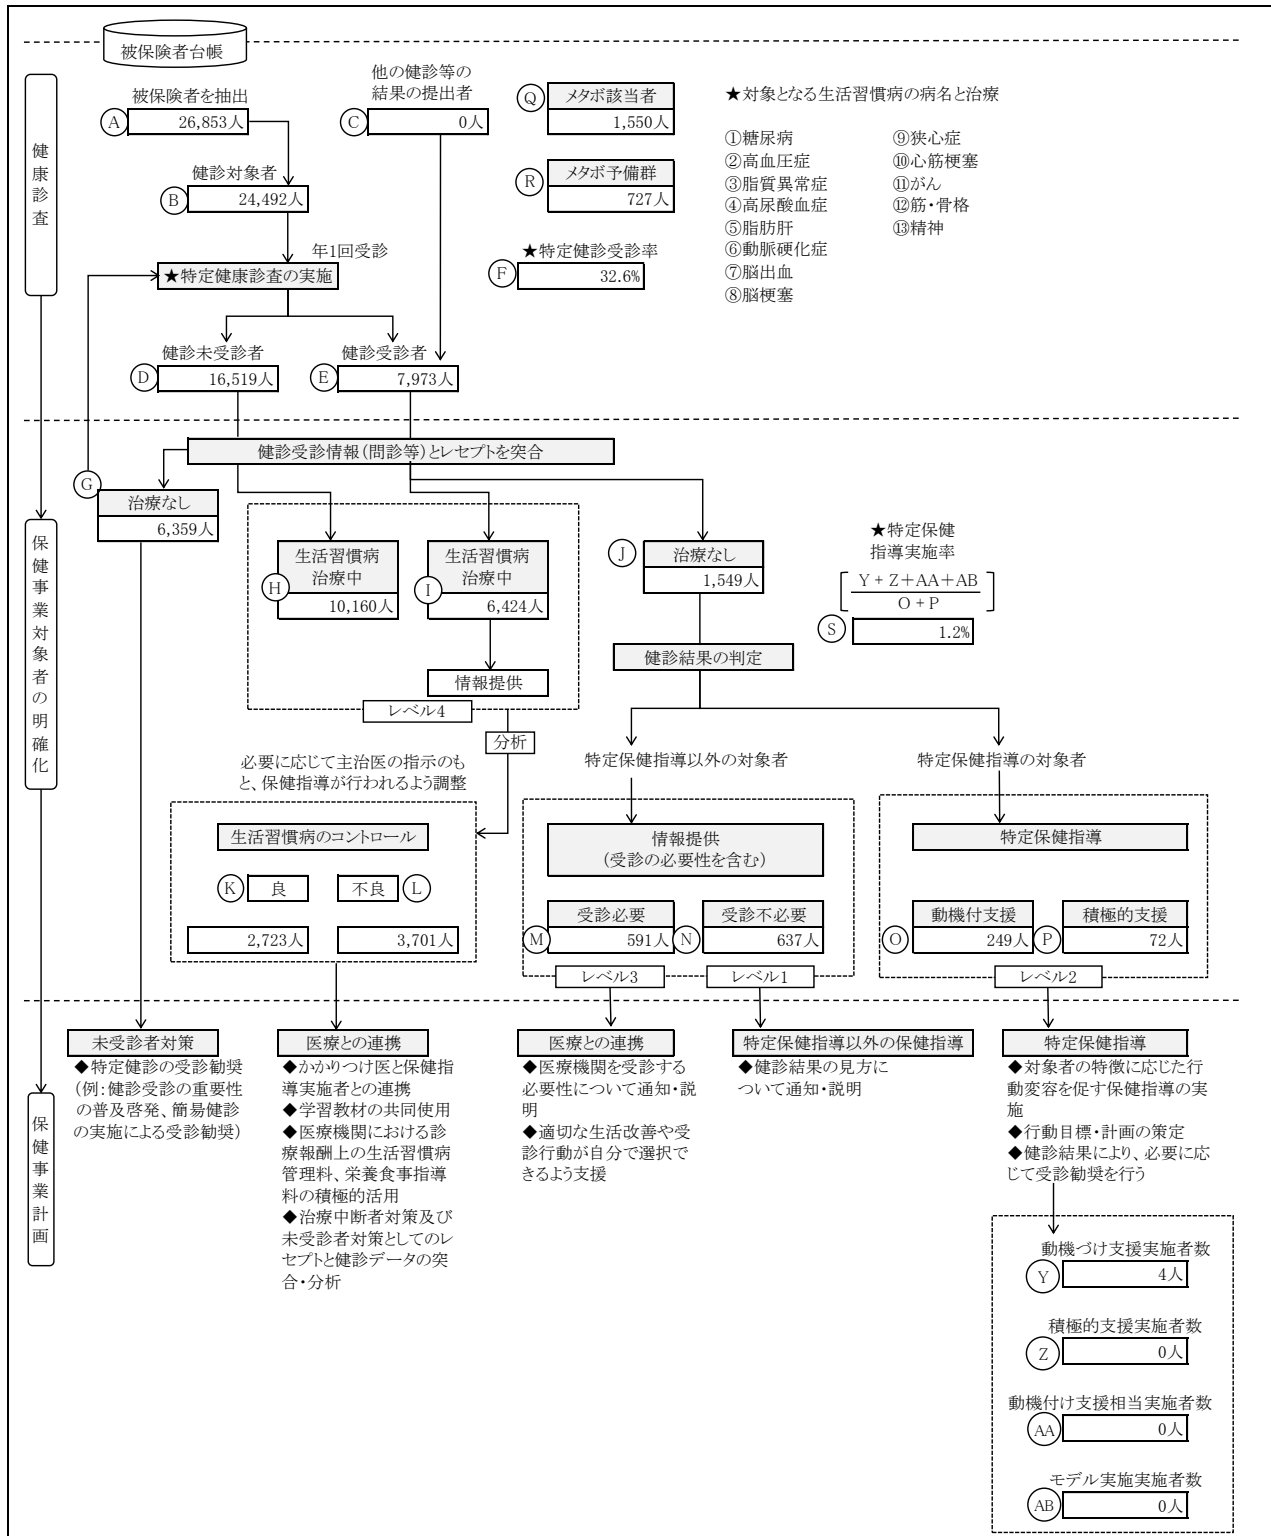 被保険者台帳
健康診査
被保険者を抽出
A
26,853人
他の健診等の
結果の提出者
C
0人
Q
メタボ該当者
1,550人
健診対象者
B
24,492人
R
メタボ予備群
727人
年1回受診
★特定健康診査の実施
★特定健診受診率
F
32.6%
★対象となる生活習慣病の病名と治療
①糖尿病
②高血圧症
③脂質異常症
④高尿酸血症
⑤脂肪肝
⑥動脈硬化症
⑦脳出血
⑧脳梗塞
⑨狭心症
⑩心筋梗塞
⑪がん
⑫筋・骨格
⑬精神
健診未受診者
D
16,519人
健診受診者
E
7,973人
保健事業対象者の明確化
健診受診情報(問診等)とレセプトを突合
G
治療なし
6,359人
生活習慣病
治療中
H
10,160人
生活習慣病
治療中
I
6,424人
情報提供
レベル4
分析
J
治療なし
1,549人
健診結果の判定
★特定保健
指導実施率
Y+Z+AA+AB
O+P
S
1.2%
必要に応じて主治医の指示のも
と、保健指導が行われるよう調整
特定保健指導以外の対象者
特定保健指導の対象者
生活習慣病のコントロール
K
良
不良
L
2,723人
3,701人
情報提供
(受診の必要性を含む)
M
受診必要
591人
N
受診不必要
637人
レベル3
レベル1
特定保健指導
O
動機付支援
249人
P
積極的支援
72人
レベル2
保健事業計画
未受診者対策
◆特定健診の受診勧奨
(例:健診受診の重要性
の普及啓発、簡易健診
の実施による受診勧奨)
医療との連携
◆かかりつけ医と保健指
導実施者との連携
◆学習教材の共同使用
◆医療機関における診
療報酬上の生活習慣病
管理料、栄養食事指導
料の積極的活用
◆治療中断者対策及び
未受診者対策としてのレ
セプトと健診データの突
合・分析
医療との連携
◆医療機関を受診する
必要性について通知・説
明
◆適切な生活改善や受
診行動が自分で選択で
きるよう支援
特定保健指導以外の保健指導
◆健診結果の見方に
ついて通知・説明
特定保健指導
◆対象者の特徴に応じた行
動変容を促す保健指導の実
施
◆行動目標・計画の策定
◆健診結果により、必要に応
じて受診勧奨を行う
動機づけ支援実施者数
Y
4人
積極的支援実施者数
Z
0人
動機付け支援相当実施者数
AA
0人
モデル実施実施者数
AB
0人